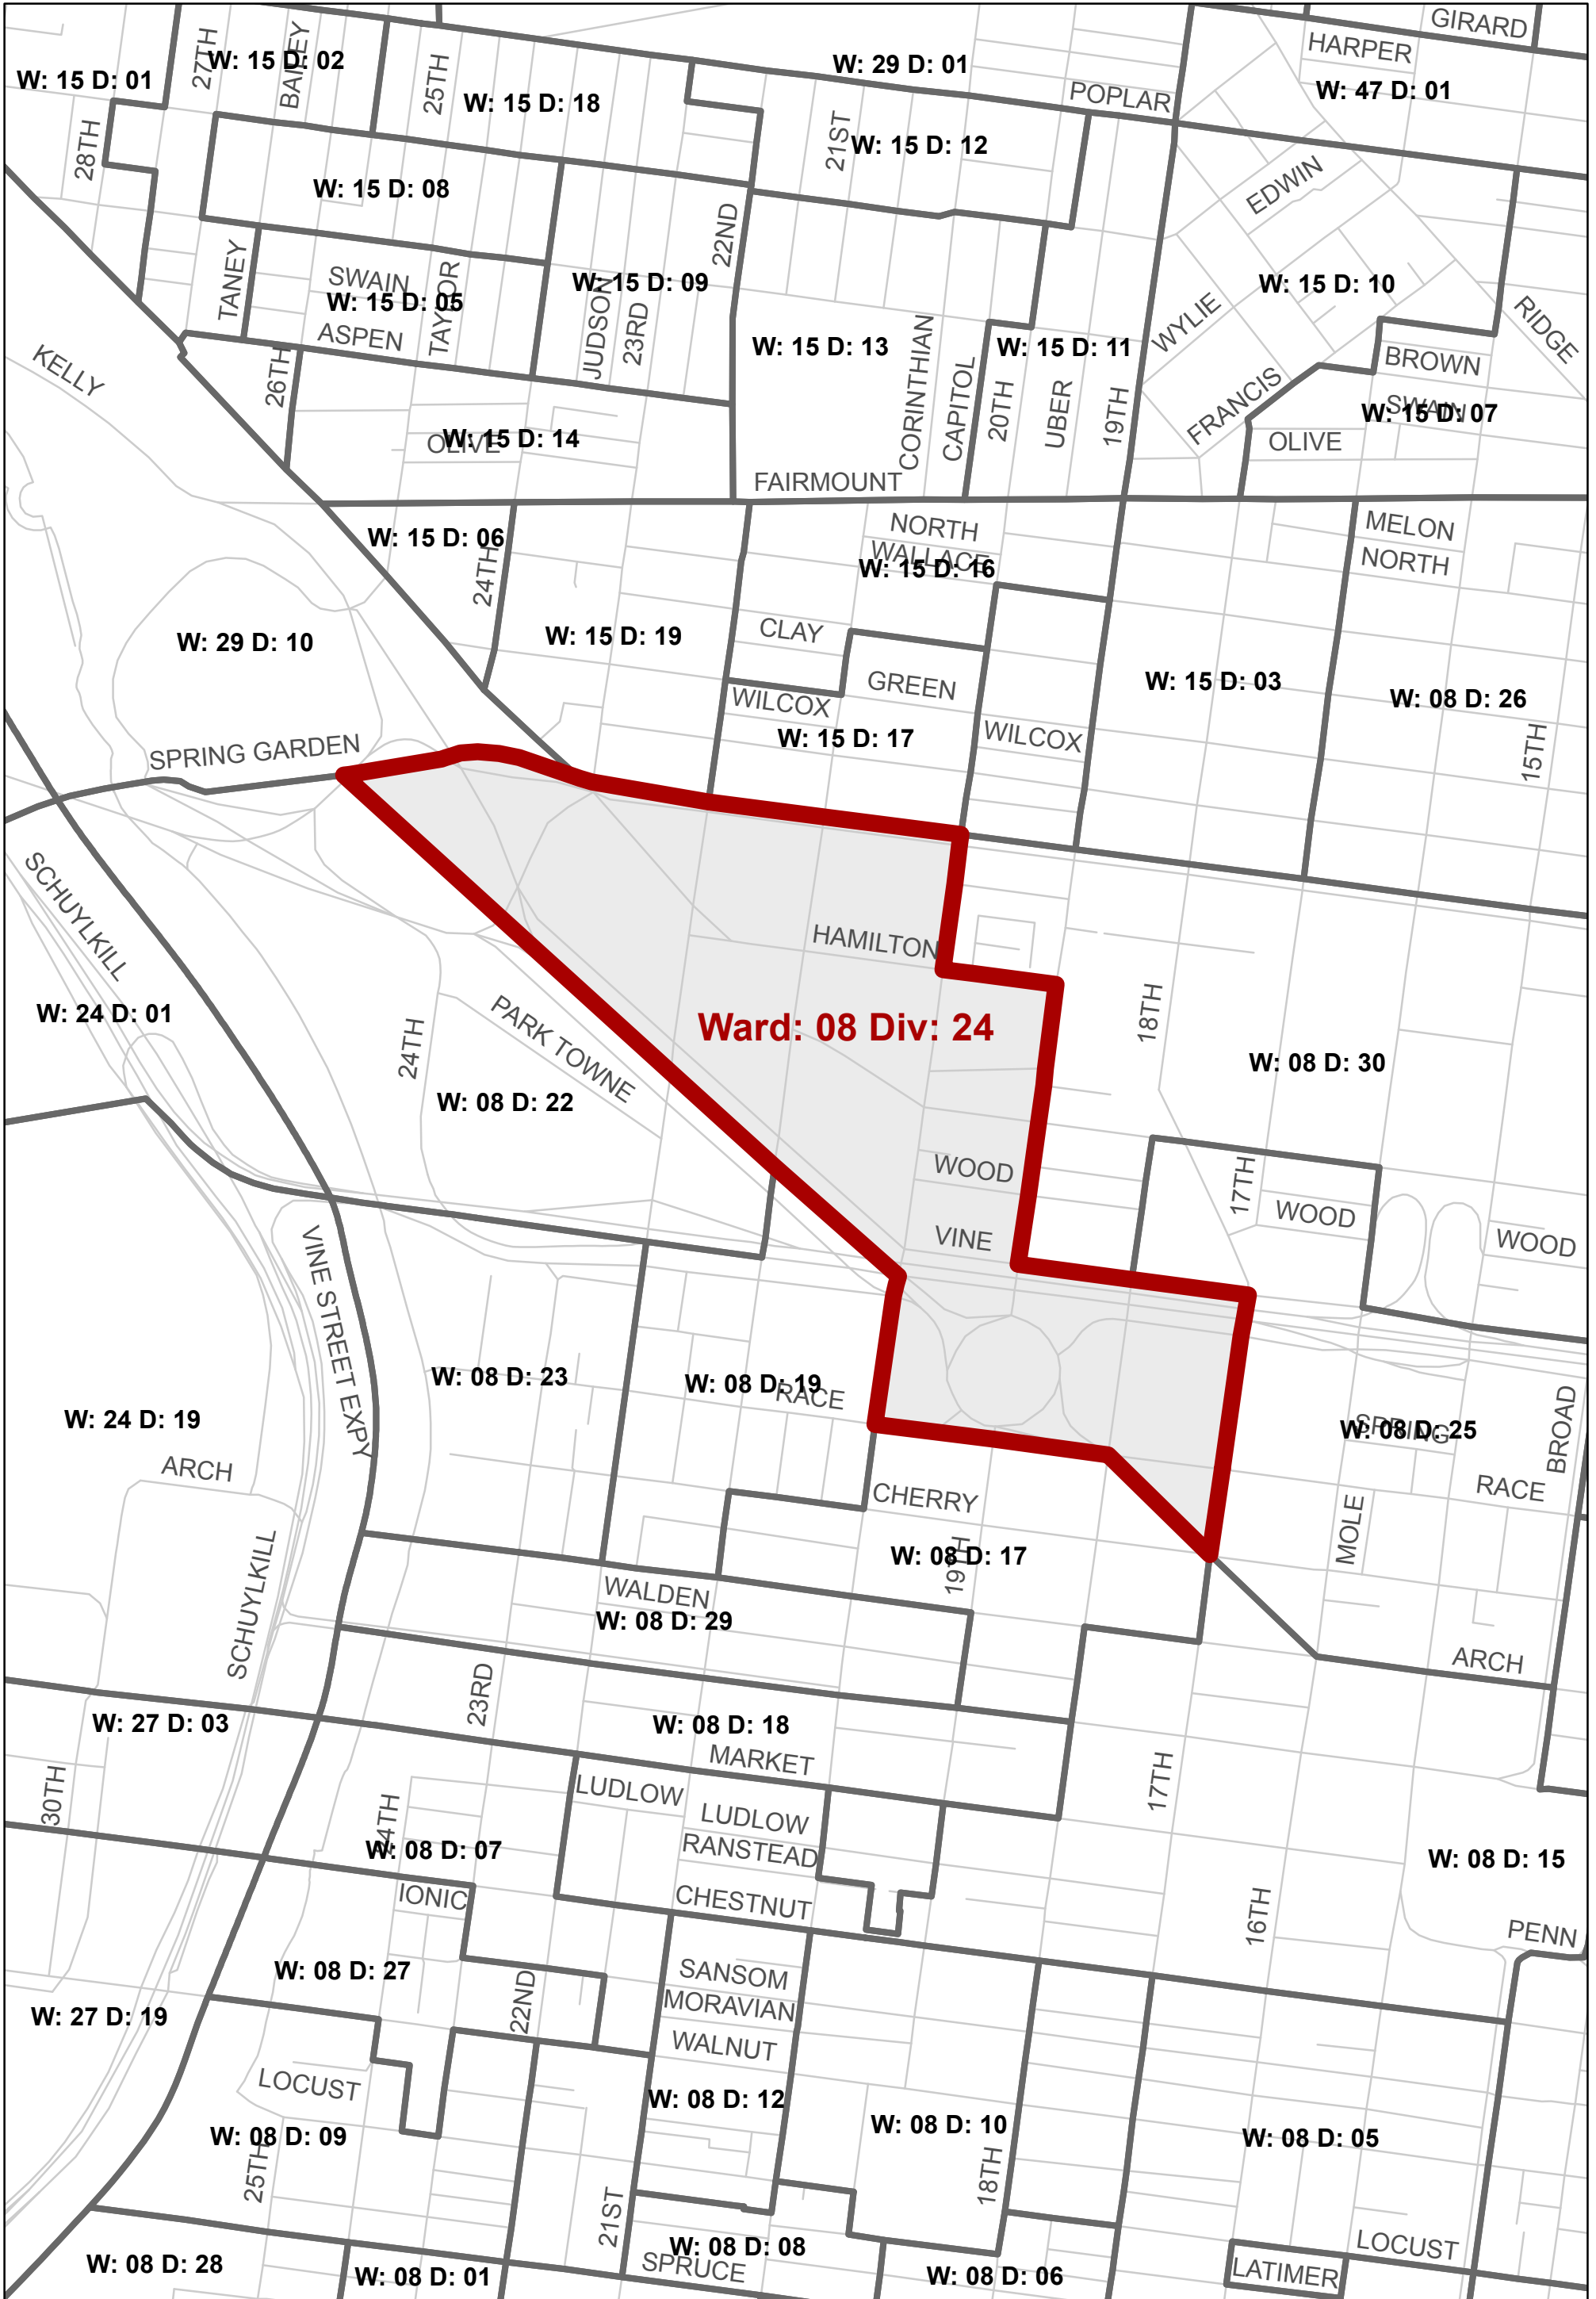 GIRARD
HARPER
27TH
W: 15 D: 02
BAILEY
W: 29 D: 01
W: 15 D: 01
25TH
W: 15 D: 18
POPLAR
W: 47 D: 01
28TH
21ST
W: 15 D: 12
EDWIN
W: 15 D: 08
22ND
TANEY
SWAIN
W: 15 D: 05
TAYLOR
ASPEN
W: 15 D: 09
JUDSON
23RD
W: 15 D: 10
WYLIE
RIDGE
KELLY
26TH
W: 15 D: 13
CORINTHIAN
CAPITOL
W: 15 D: 11
20TH
UBER
19TH
FRANCIS
BROWN
SWAIN
W: 15 D: 07
OLIVE
W: 15 D: 14
OLIVE
FAIRMOUNT
W: 15 D: 06
24TH
NORTH
WALLACE
W: 15 D: 16
MELON
NORTH
W: 29 D: 10
W: 15 D: 19
CLAY
GREEN
WILCOX
W: 15 D: 17
WILCOX
W: 15 D: 03
W: 08 D: 26
15TH
SPRING GARDEN
SCHUYLKILL
HAMILTON
W: 24 D: 01
24TH
PARK TOWNE
Ward: 08 Div: 24
18TH
W: 08 D: 30
W: 08 D: 22
WOOD
17TH
WOOD
VINE
WOOD
VINE STREET EXPY
W: 08 D: 23
W: 08 D: 19
RACE
W: 24 D: 19
SPRING
W: 08 D: 25
BROAD
ARCH
CHERRY
RACE
MOLE
SCHUYLKILL
19TH
W: 08 D: 17
WALDEN
W: 08 D: 29
ARCH
23RD
W: 27 D: 03
W: 08 D: 18
MARKET
30TH
17TH
LUDLOW
LUDLOW
RANSTEAD
24TH
W: 08 D: 07
W: 08 D: 15
IONIC
CHESTNUT
16TH
PENN
W: 08 D: 27
22ND
SANSOM
MORAVIAN
W: 27 D: 19
WALNUT
LOCUST
W: 08 D: 12
W: 08 D: 09
25TH
W: 08 D: 10
18TH
W: 08 D: 05
21ST
W: 08 D: 08
SPRUCE
LOCUST
W: 08 D: 28
W: 08 D: 01
W: 08 D: 06
LATIMER